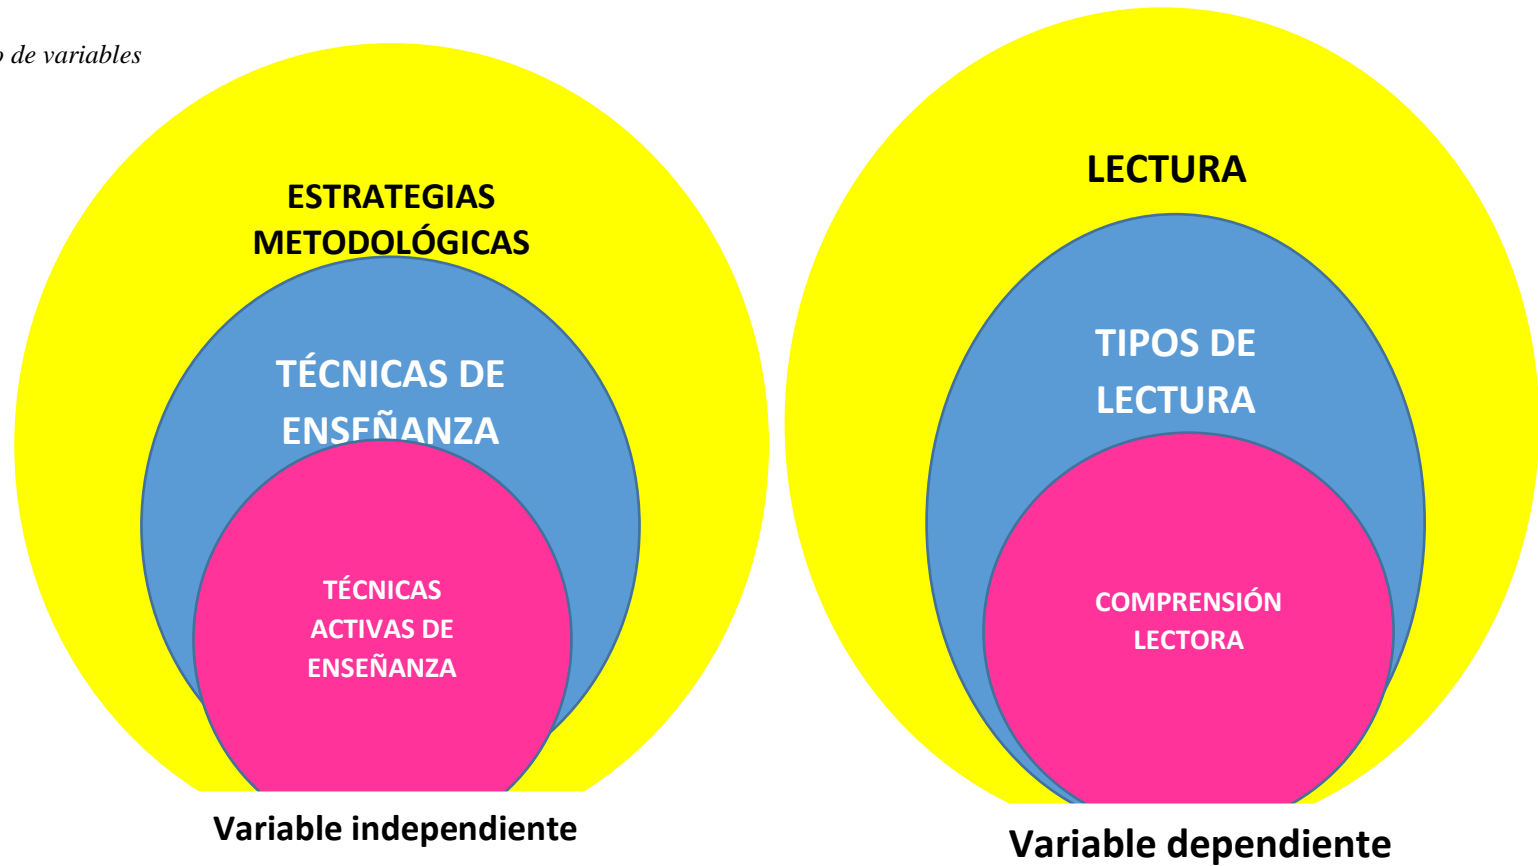 o de variables
ESTRATEGIAS
METODOLÓGICAS
TÉCNICAS DE
ENSEÑANZA
TÉCNICAS
ACTIVAS DE
ENSEÑANZA
Variable independiente
LECTURA
TIPOS DE
LECTURA
COMPRENSIÓN
LECTORA
Variable dependiente